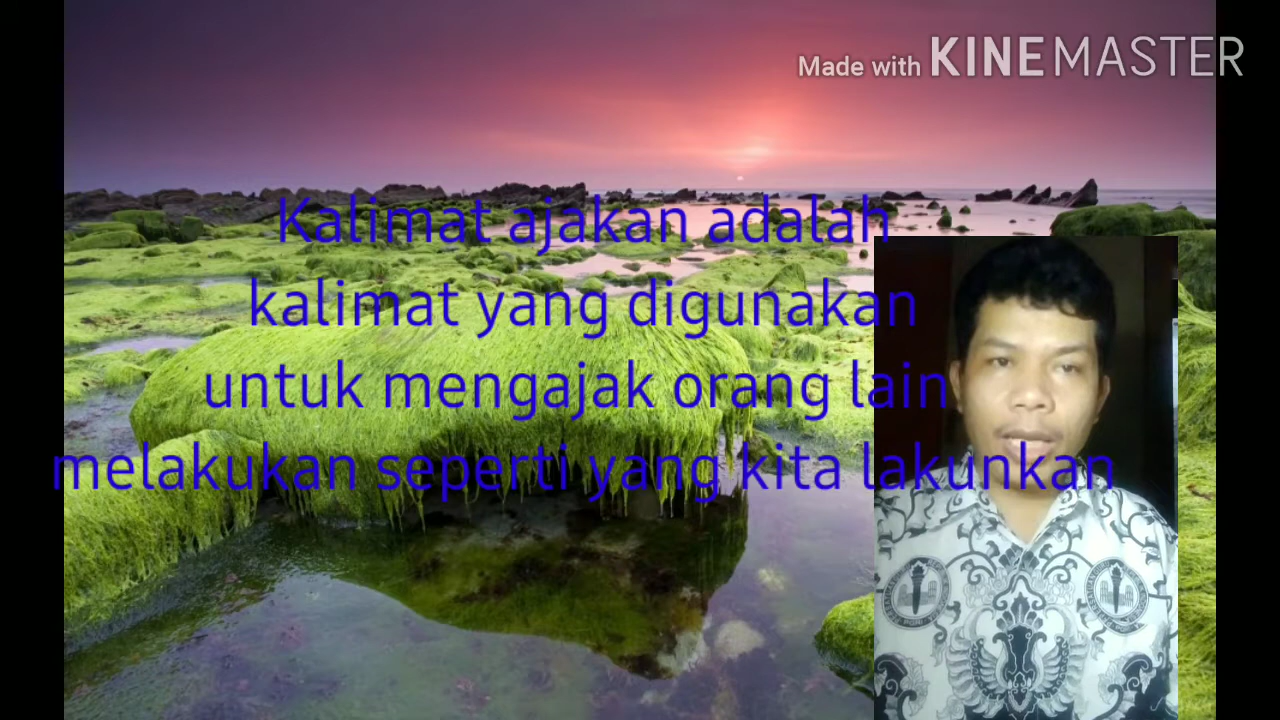 Made with KINEMASTER
Kalimat ajakan adalah
kalimat yang digunakan
untuk mengajak orang lain
melakukan seperti yang kita lakunkan